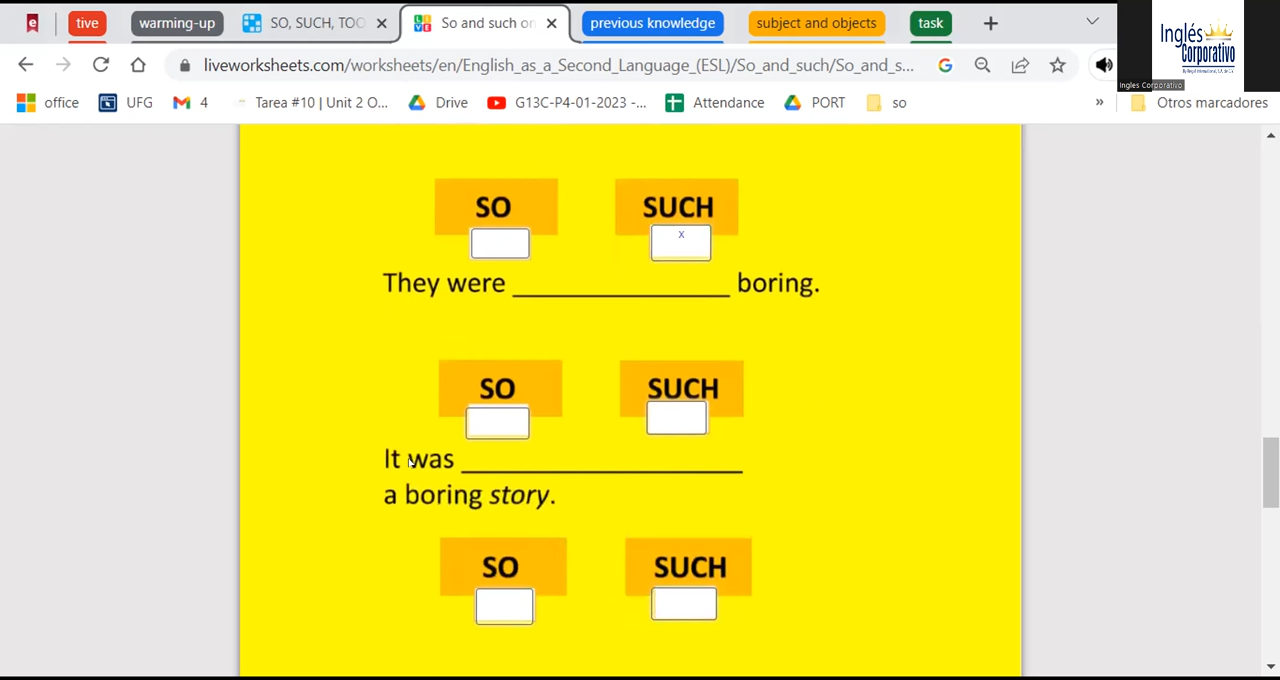 tive
warming-up
SO, SUCH, TOO
So and such on
previous knowledge
subject and objects
task
liveworksheets.com/worksheets/en/English_as_a_Second_Language_(ESL)/So_and_such/So_and_s...
office
UFG
4
Tarea #10 | Unit 2 O...
Drive
G13C-P4-01-2023 -...
Attendance
PORT
so
»
Otros marcadores
Inglés
Corporativo
Ingles Corporativo
SO
SUCH
x
They were ________________ boring.
SO
SUCH
It was ____________________
a boring story.
SO
SUCH